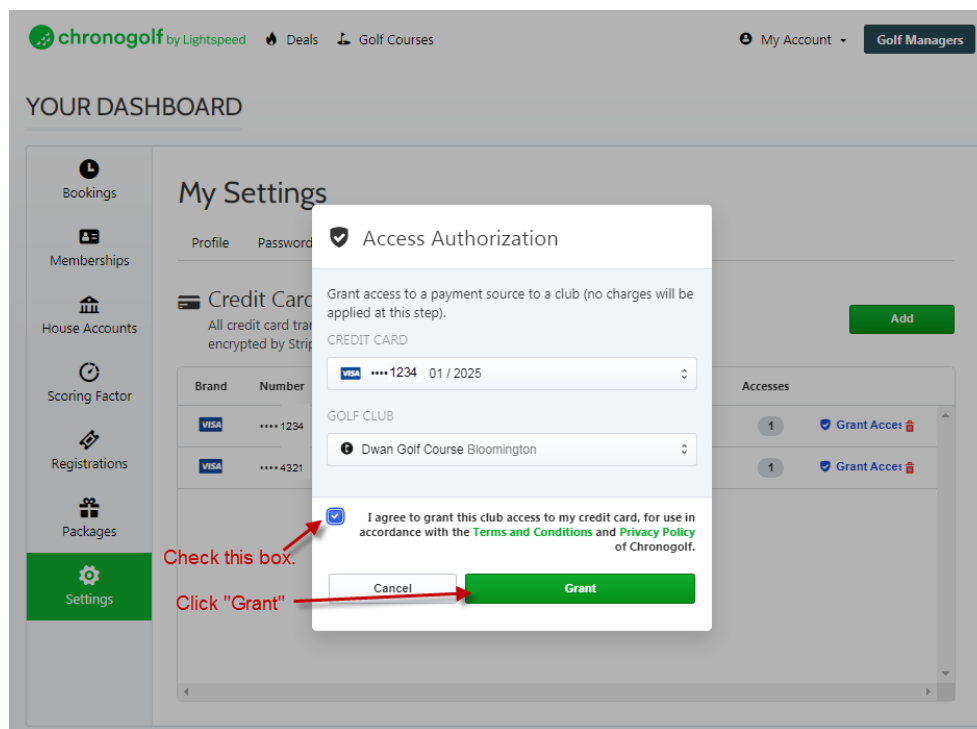 chronogolf by Lightspeed Deals Golf Courses My Account Golf Managers
YOUR DASHBOARD
Bookings
Memberships
House Accounts
Scoring Factor
Registrations
Packages
Settings
My Settings
Profile Password
Credit Card
All credit card tran
encrypted by Strip
Add
Brand Number Accesses
VISA •••• 1234 1 Grant Acces
VISA •••• 4321 1 Grant Acces
Access Authorization
Grant access to a payment source to a club (no charges will be
applied at this step).
CREDIT CARD
VISA •••• 1234 01 / 2025
GOLF CLUB
Dwan Golf Course Bloomington
I agree to grant this club access to my credit card, for use in
accordance with the Terms and Conditions and Privacy Policy
of Chronogolf.
Cancel Grant
Check this box.
Click "Grant"